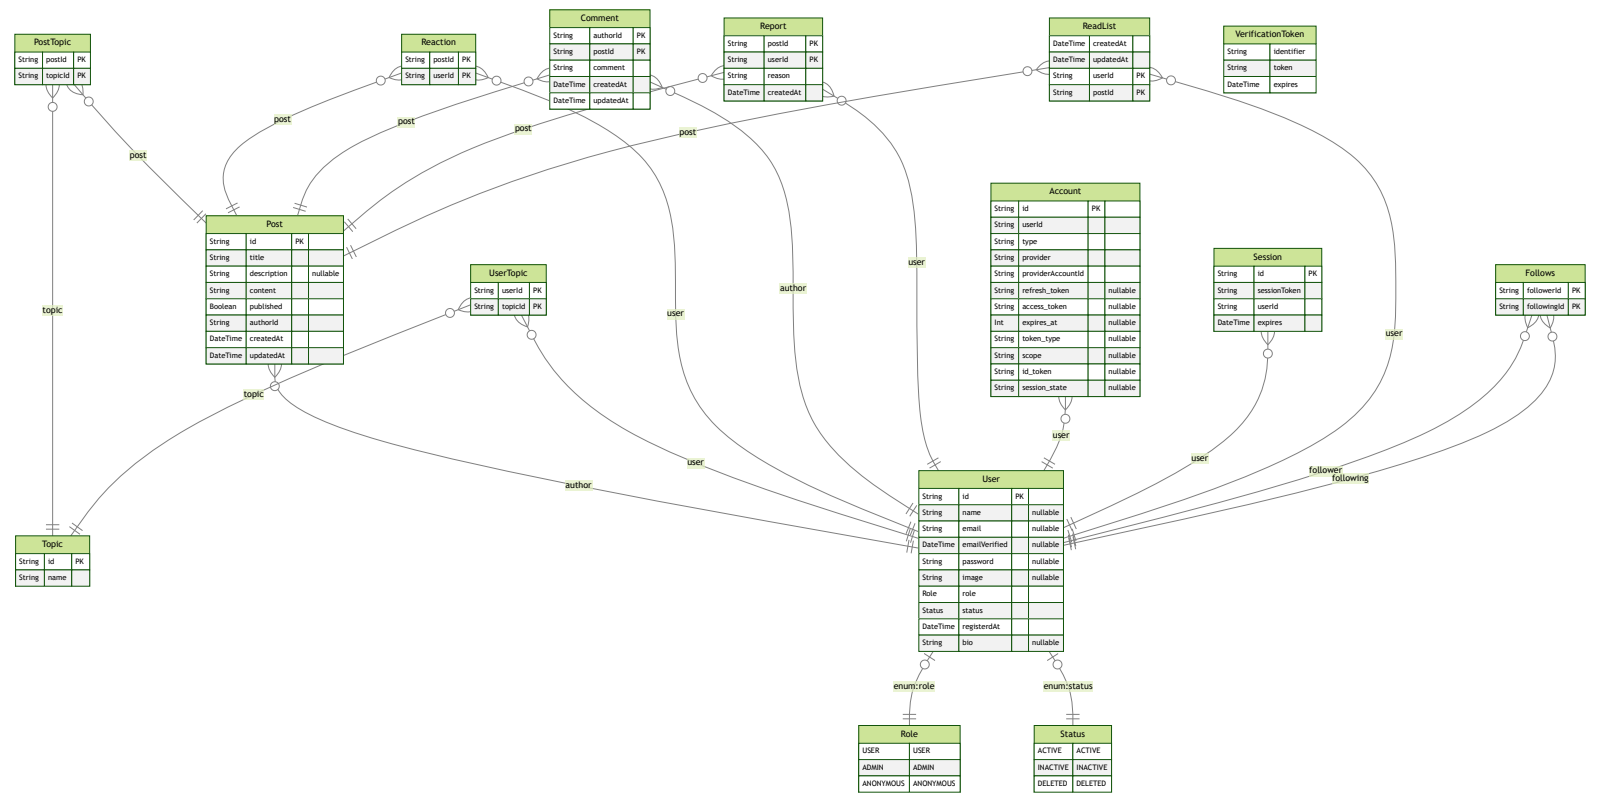 PostTopic
String postId PK
String topicId PK
Reaction
String postId PK
String userId PK
Comment
String authorId PK
String postId PK
String comment
DateTime createdAt
DateTime updatedAt
Report
String postId PK
String userId PK
String reason
DateTime createdAt
ReadList
DateTime createdAt
DateTime updatedAt
String userId PK
String postId PK
VerificationToken
String identifier
String token
DateTime expires
post
post
post
post
post
Post
String id PK
String title
String description nullable
String content
Boolean published
String authorId
DateTime createdAt
DateTime updatedAt
UserTopic
String userId PK
String topicId PK
Account
String id PK
String userId
String type
String provider
String providerAccountId
String refresh_token nullable
String access_token nullable
Int expires_at nullable
String token_type nullable
String scope nullable
String id_token nullable
String session_state nullable
Session
String id PK
String sessionToken
String userId
DateTime expires
Follows
String followerId PK
String followingId PK
user
author
topic
user
user
topic
user
user
author
user
follower
following
Topic
String id PK
String name
User
String id PK
String name nullable
String email nullable
DateTime emailVerified nullable
String password nullable
String image nullable
Role role
Status status
DateTime registerdAt
String bio nullable
enum:role
enum:status
Role
USER USER
ADMIN ADMIN
ANONYMOUS ANONYMOUS
Status
ACTIVE ACTIVE
INACTIVE INACTIVE
DELETED DELETED